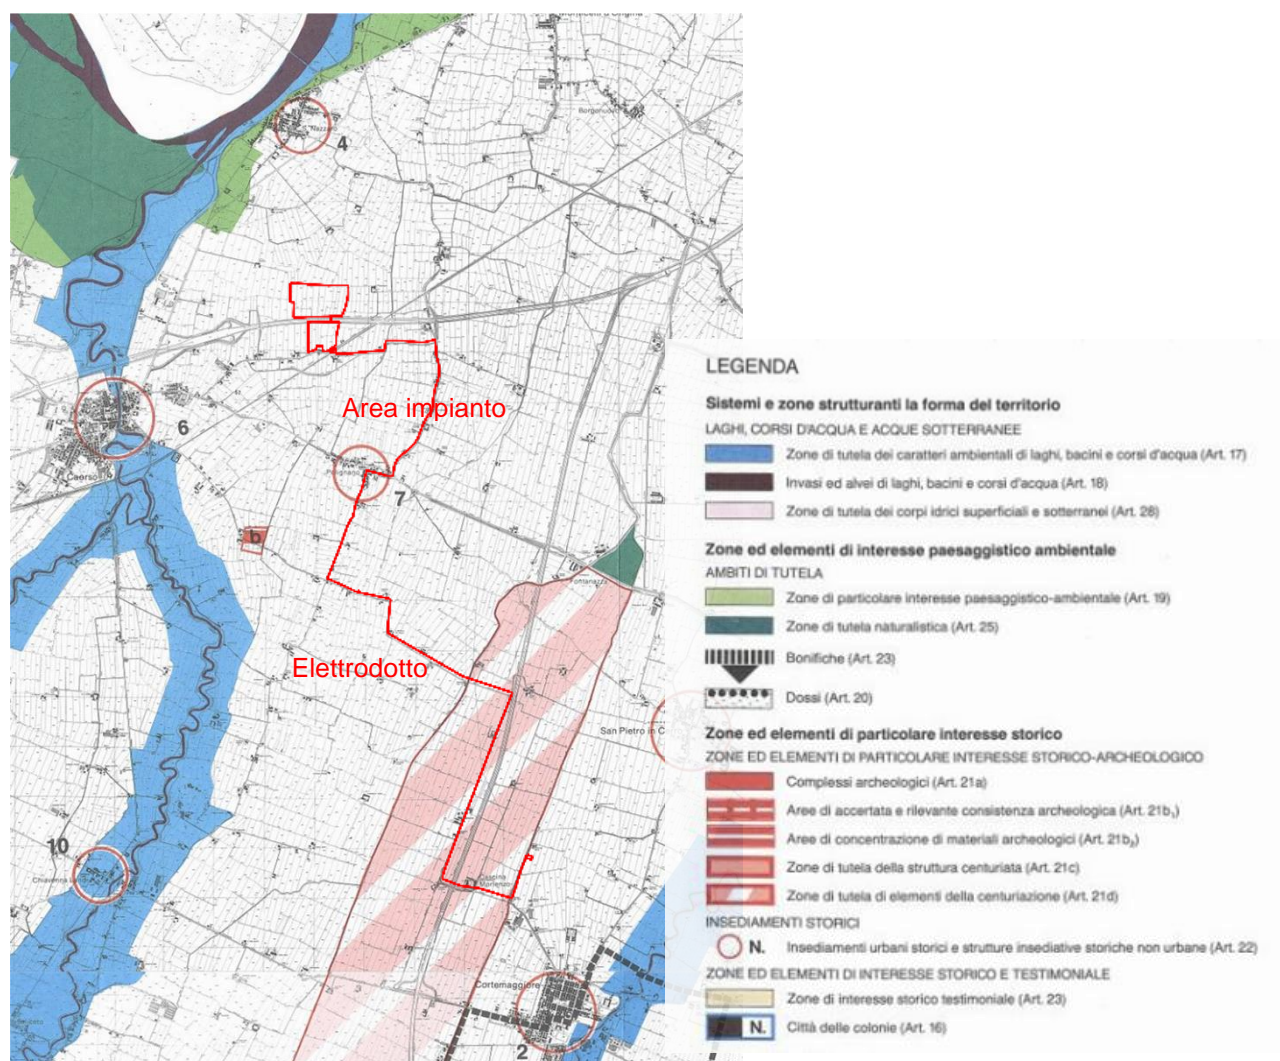 S. Nazzaro
4
Borgonuovo
Area impianto
6
Caorso
Polignano
7
b
Fontanazza
Elettrodotto
San Pietro in C
10
Chiavenna Landi
Cascina
Morlenzo
Cortemaggiore
2
LEGENDA
Sistemi e zone strutturanti la forma del territorio
LAGHI, CORSI D'ACQUA E ACQUE SOTTERRANEE
Zone di tutela dei caratteri ambientali di laghi, bacini e corsi d'acqua (Art. 17)
Invasi ed alvei di laghi, bacini e corsi d'acqua (Art. 18)
Zone di tutela dei corpi idrici superficiali e sotterranei (Art. 28)
Zone ed elementi di interesse paesaggistico ambientale
AMBITI DI TUTELA
Zone di particolare interesse paesaggistico-ambientale (Art. 19)
Zone di tutela naturalistica (Art. 25)
Bonifiche (Art. 23)
Dossi (Art. 20)
Zone ed elementi di particolare interesse storico
ZONE ED ELEMENTI DI PARTICOLARE INTERESSE STORICO-ARCHEOLOGICO
Complessi archeologici (Art. 21a)
Aree di accertata e rilevante consistenza archeologica (Art. 21b₁)
Aree di concentrazione di materiali archeologici (Art. 21b₂)
Zone di tutela della struttura centuriata (Art. 21c)
Zone di tutela di elementi della centuriazione (Art. 21d)
INSEDIAMENTI STORICI
N. Insediamenti urbani storici e strutture insediative storiche non urbane (Art. 22)
ZONE ED ELEMENTI DI INTERESSE STORICO E TESTIMONIALE
Zone di interesse storico testimoniale (Art. 23)
N. Città delle colonie (Art. 16)